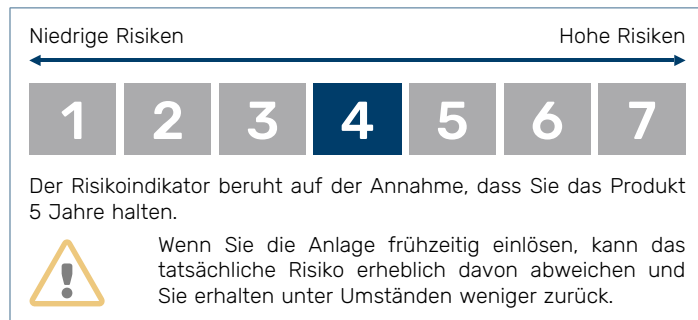 Niedrige Risiken Hohe Risiken
1 2 3 4 5 6 7
Der Risikoindikator beruht auf der Annahme, dass Sie das Produkt
5 Jahre halten.
Wenn Sie die Anlage frühzeitig einlösen, kann das
tatsächliche Risiko erheblich davon abweichen und
Sie erhalten unter Umständen weniger zurück.